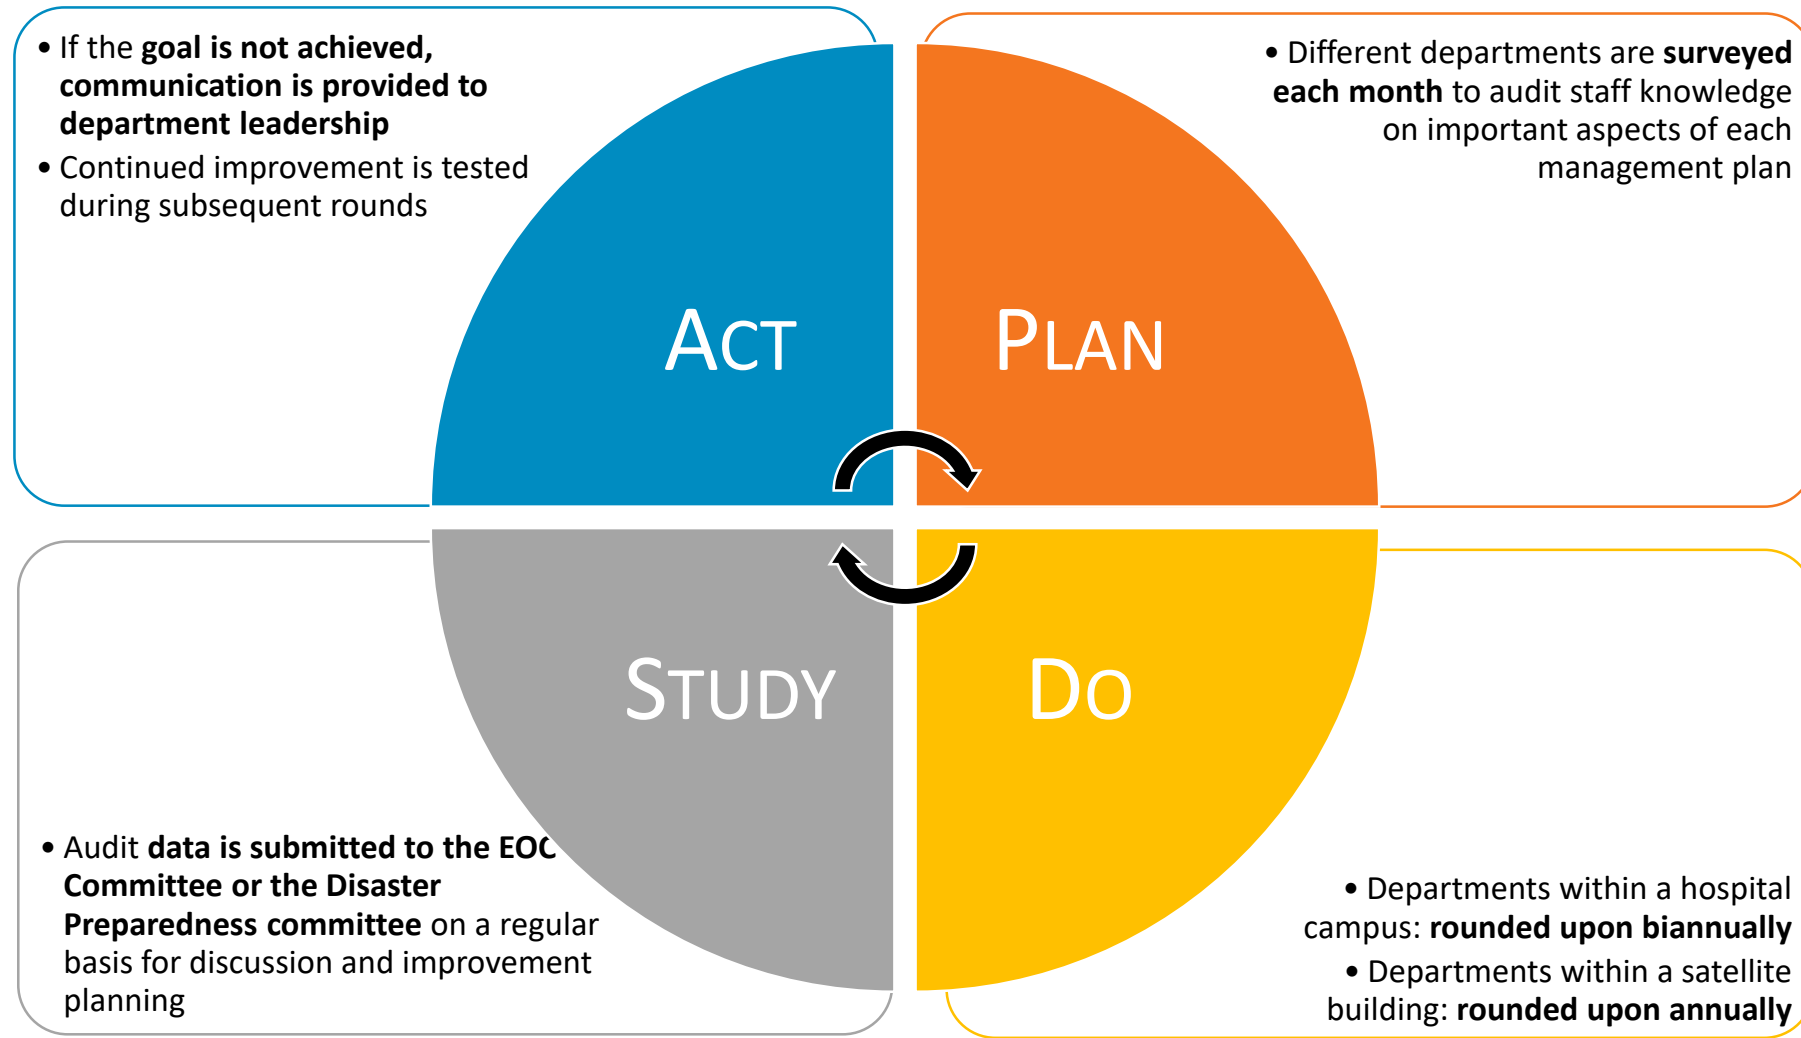 • If the goal is not achieved,
communication is provided to
department leadership
• Continued improvement is tested
during subsequent rounds
• Different departments are surveyed
each month to audit staff knowledge
on important aspects of each
management plan
ACT
PLAN
STUDY
DO
• Audit data is submitted to the EOC
Committee or the Disaster
Preparedness committee on a regular
basis for discussion and improvement
planning
• Departments within a hospital
campus: rounded upon biannually
• Departments within a satellite
building: rounded upon annually